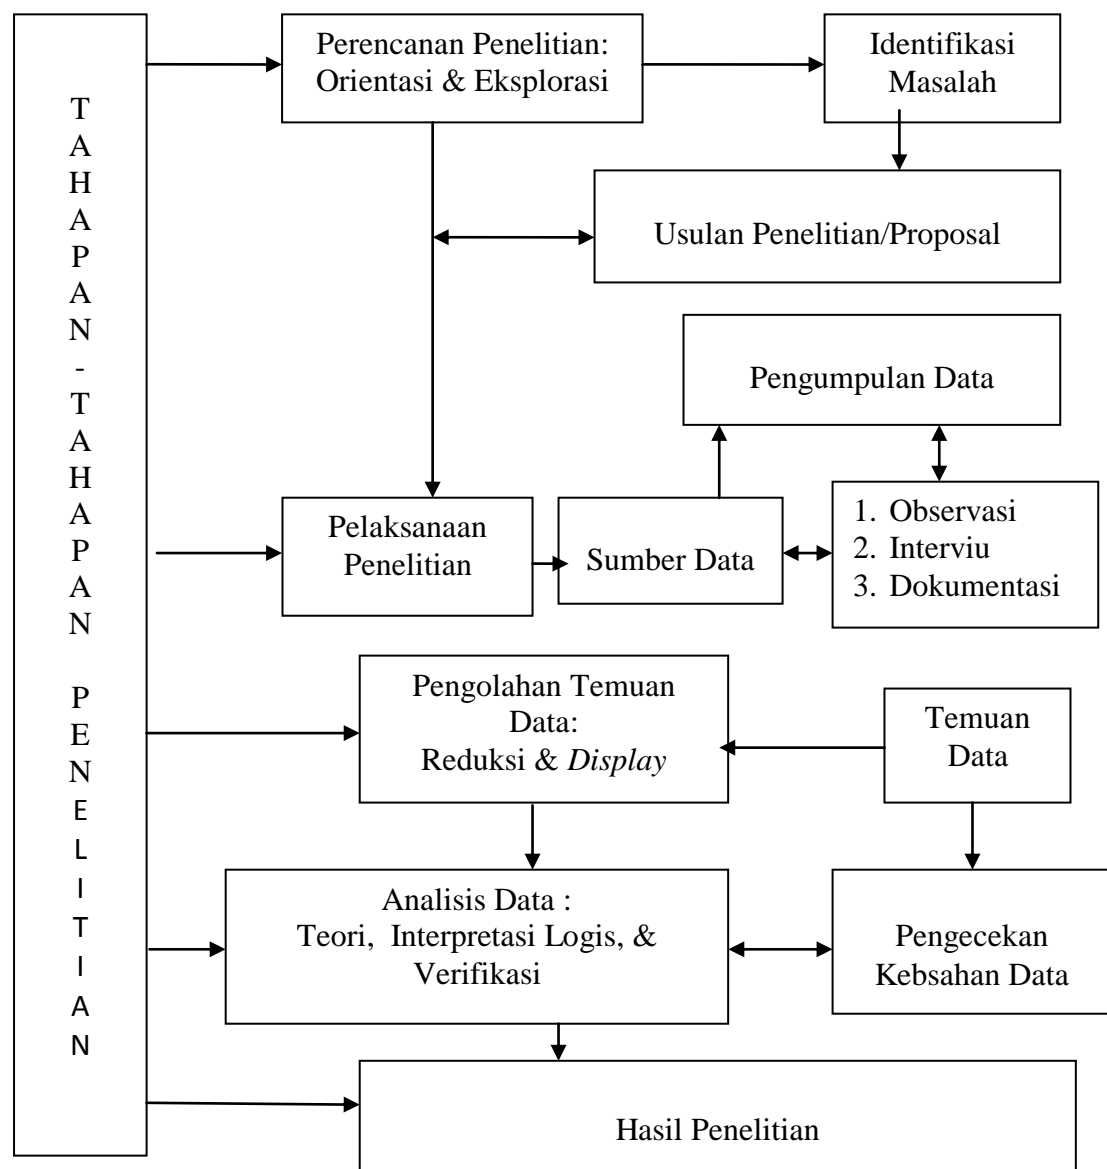 TAHAPAN-TAHAPAN PENELITIAN
Perencanan Penelitian:
Orientasi & Eksplorasi
Identifikasi
Masalah
Usulan Penelitian/Proposal
Pengumpulan Data
Pelaksanaan
Penelitian
Sumber Data
1. Observasi
2. Interviu
3. Dokumentasi
Pengolahan Temuan
Data:
Reduksi & Display
Temuan
Data
Analisis Data :
Teori, Interpretasi Logis, &
Verifikasi
Pengecekan
Kebsahan Data
Hasil Penelitian